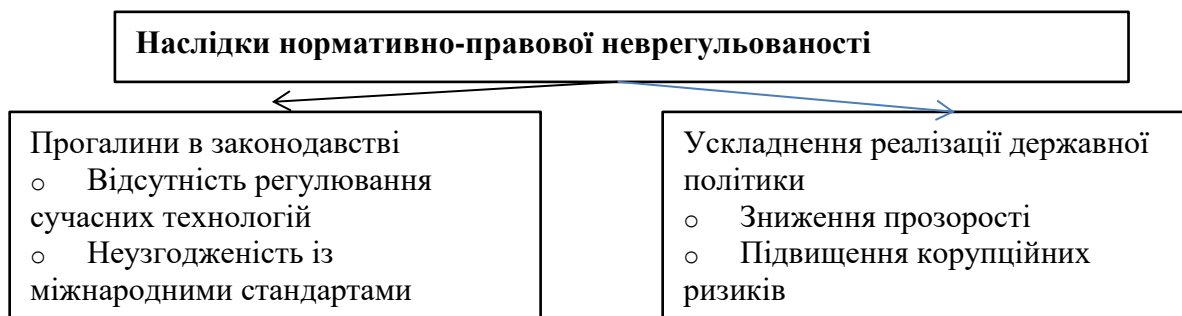 Наслідки нормативно-правової неврегульованості
Прогалини в законодавстві
o Відсутність регулювання
сучасних технологій
o Неузгодженість із
міжнародними стандартами
Ускладнення реалізації державної
політики
o Зниження прозорості
o Підвищення корупційних
ризиків